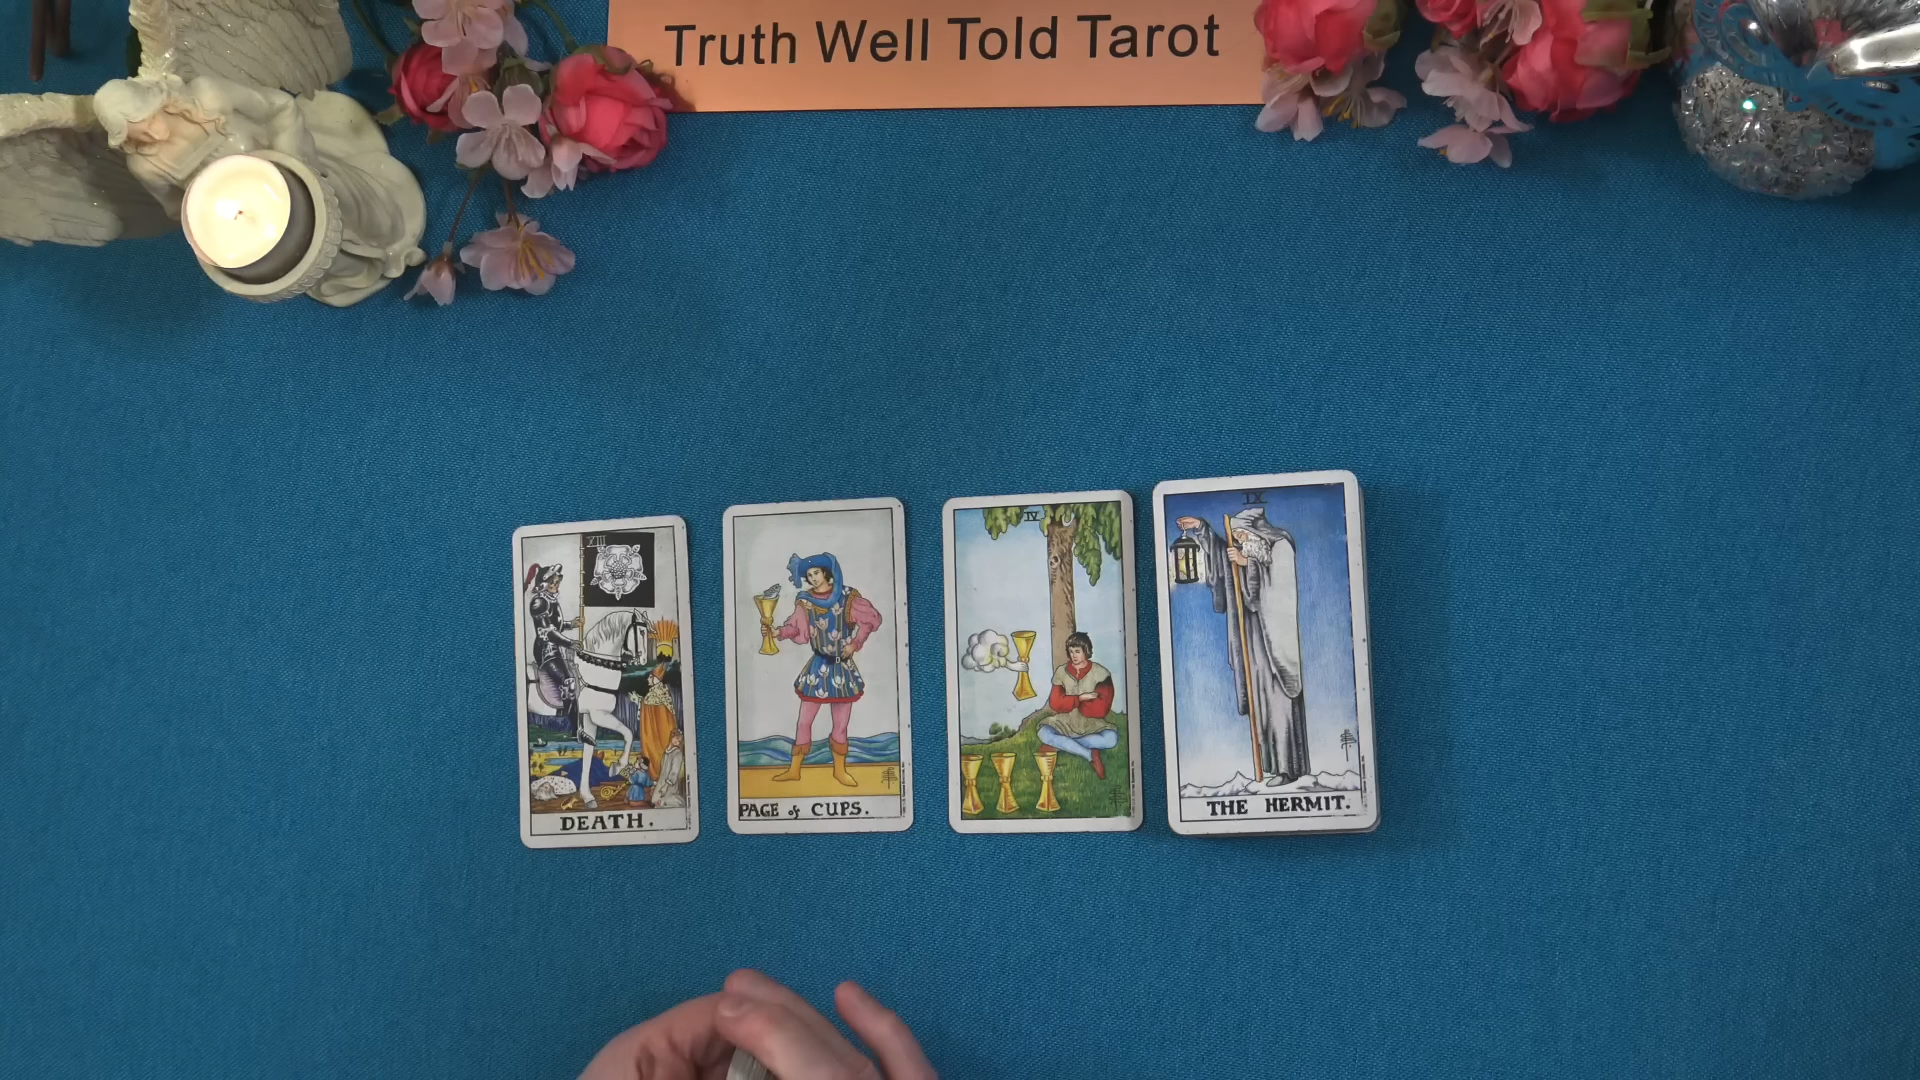 Truth Well Told Tarot
XIII
DEATH.
PAGE of CUPS.
IV
IX
THE HERMIT.